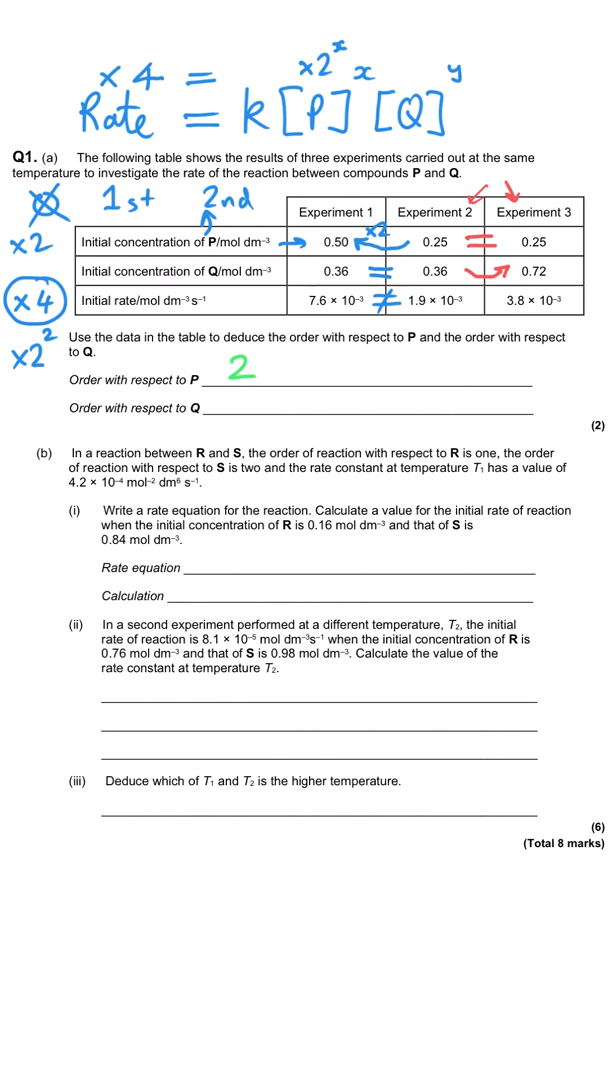 ×4 = ×2ˣ
Rate = k[P]ˣ[Q]ʸ
Q1. (a) The following table shows the results of three experiments carried out at the same
temperature to investigate the rate of the reaction between compounds P and Q.
1st 2nd
Experiment 1 Experiment 2 Experiment 3
×2 Initial concentration of P/mol dm⁻³ → 0.50 ×2 0.25 = 0.25
Initial concentration of Q/mol dm⁻³ 0.36 = 0.36 0.72
×4 Initial rate/mol dm⁻³s⁻¹ 7.6 × 10⁻³ ≠ 1.9 × 10⁻³ 3.8 × 10⁻³
×2²
Use the data in the table to deduce the order with respect to P and the order with respect
to Q.
Order with respect to P 2
Order with respect to Q
(2)
(b) In a reaction between R and S, the order of reaction with respect to R is one, the order
of reaction with respect to S is two and the rate constant at temperature T₁ has a value of
4.2 × 10⁻⁴ mol⁻² dm⁶ s⁻¹.
(i) Write a rate equation for the reaction. Calculate a value for the initial rate of reaction
when the initial concentration of R is 0.16 mol dm⁻³ and that of S is
0.84 mol dm⁻³.
Rate equation
Calculation
(ii) In a second experiment performed at a different temperature, T₂, the initial
rate of reaction is 8.1 × 10⁻⁵ mol dm⁻³s⁻¹ when the initial concentration of R is
0.76 mol dm⁻³ and that of S is 0.98 mol dm⁻³. Calculate the value of the
rate constant at temperature T₂.
(iii) Deduce which of T₁ and T₂ is the higher temperature.
(6)
(Total 8 marks)